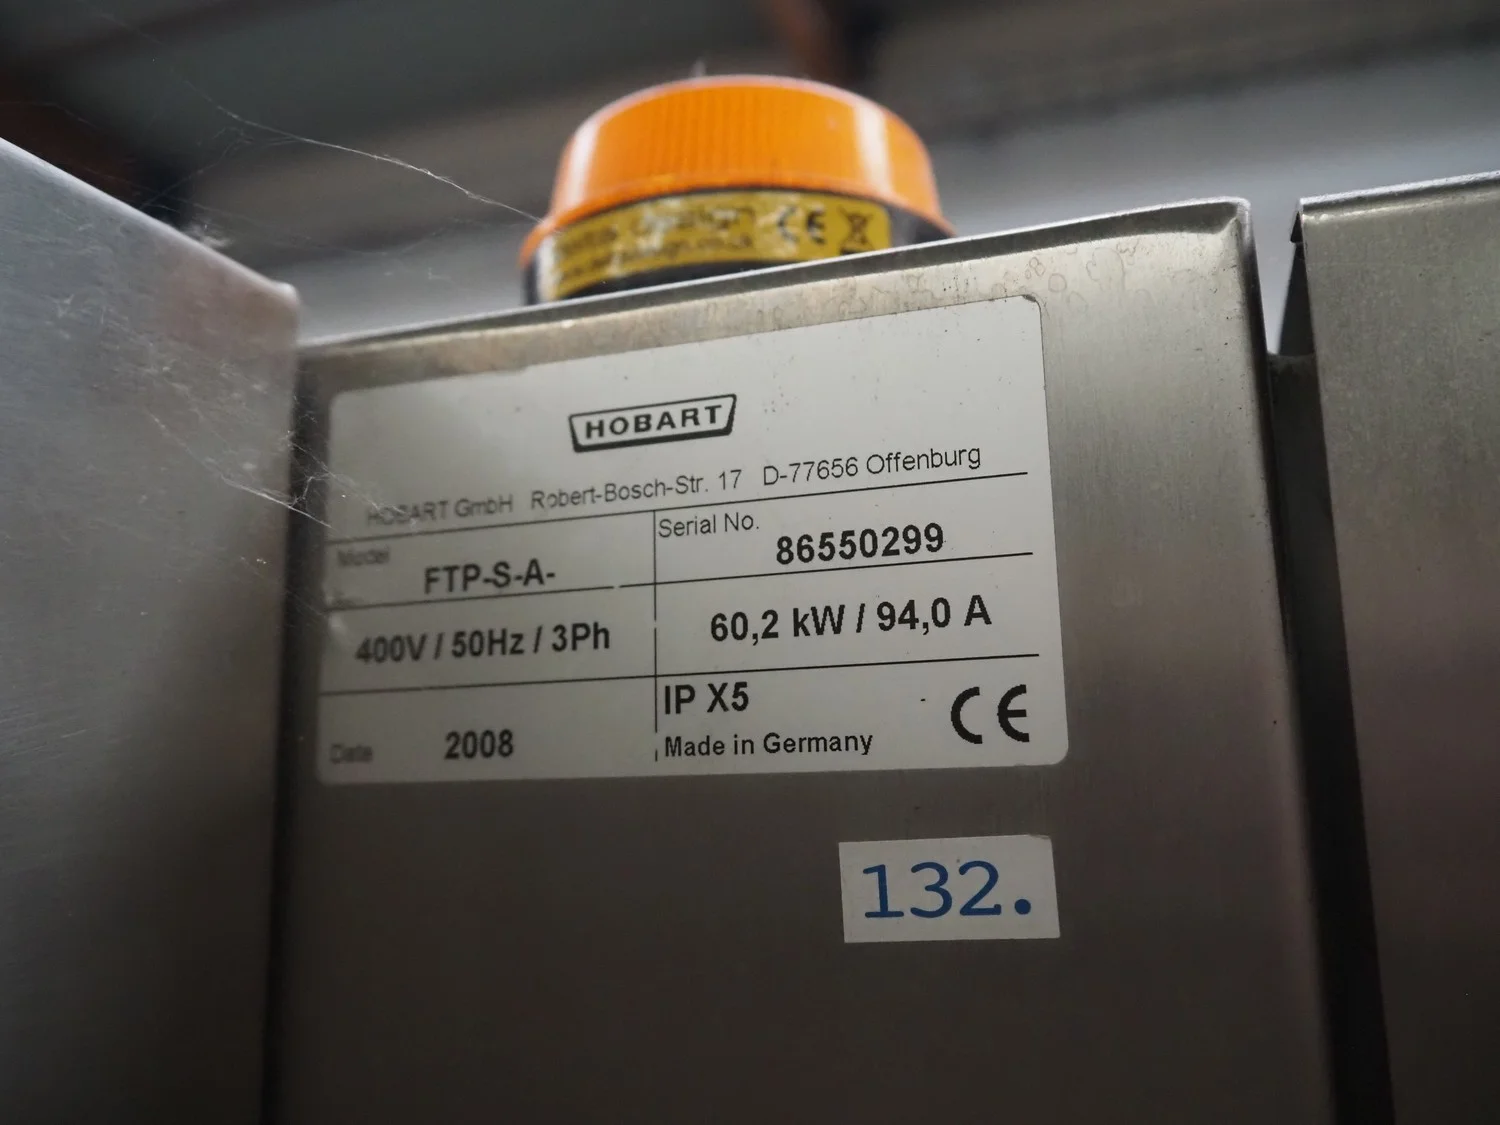 CE
HOBART
HOBART GmbH Robert-Bosch-Str. 17 D-77656 Offenburg
Model
FTP-S-A-
Serial No.
86550299
400V / 50Hz / 3Ph
60,2 kW / 94,0 A
Date 2008
IP X5
Made in Germany
CE
132.